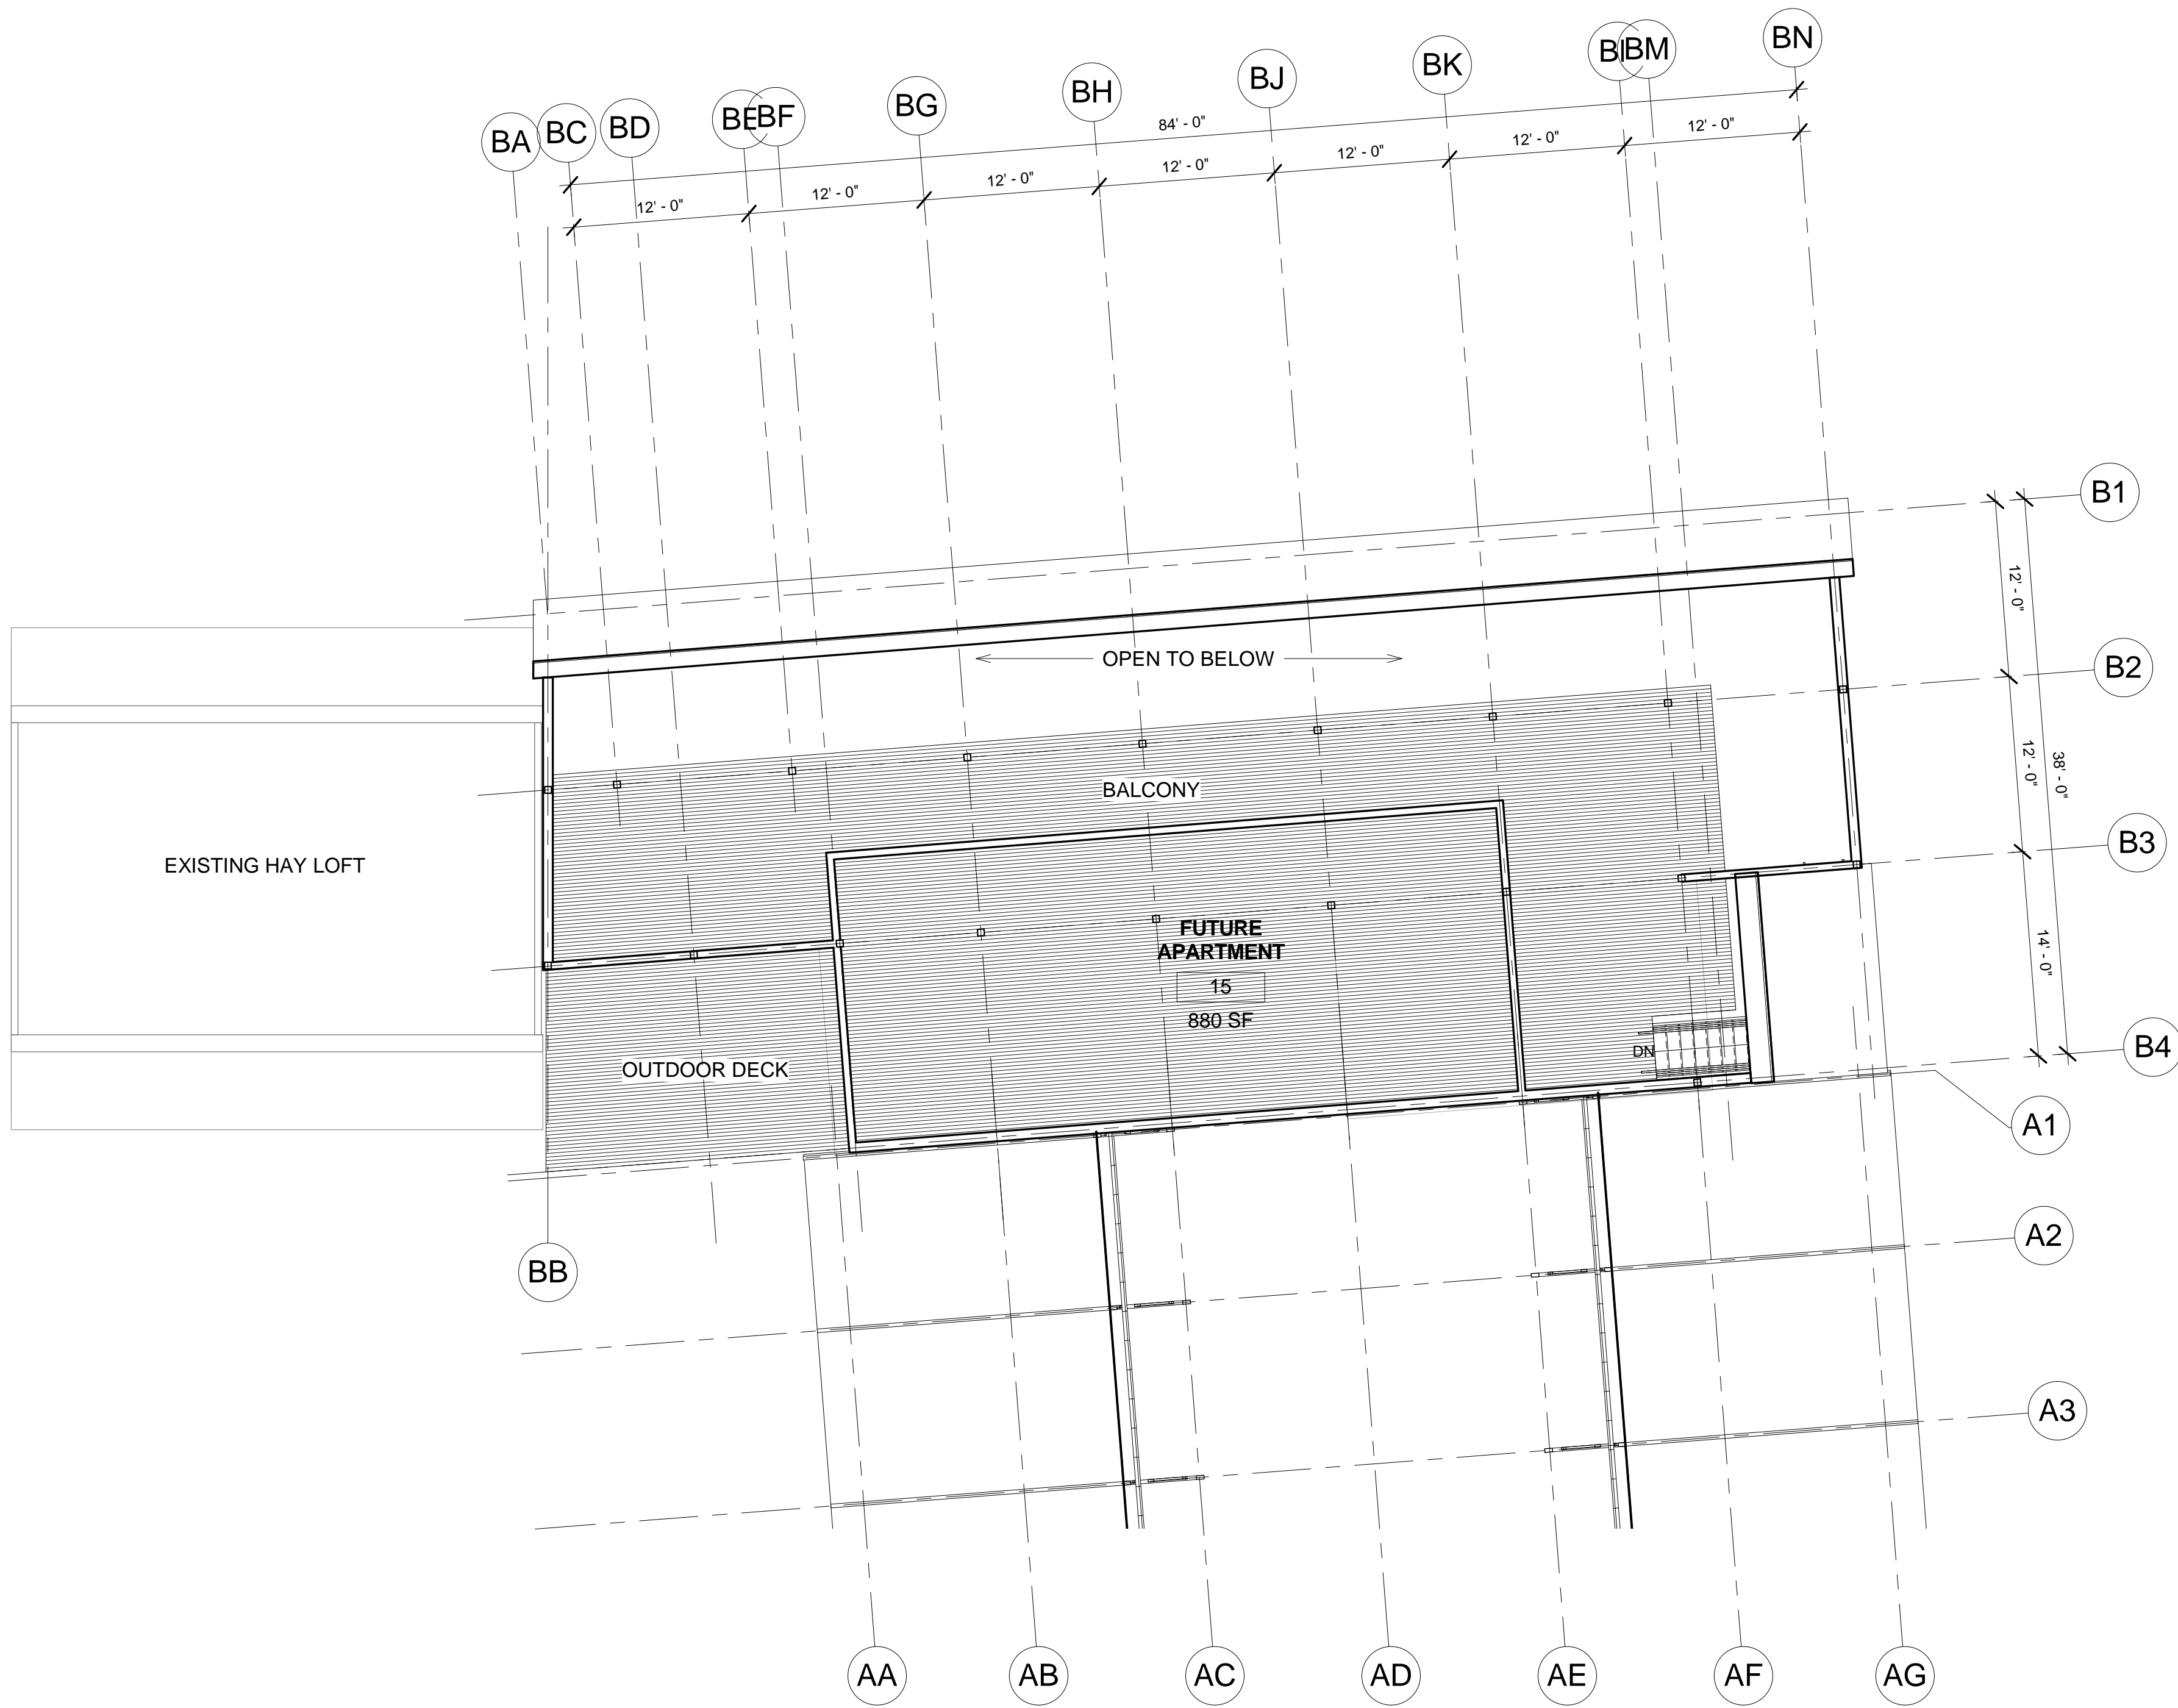 BN
BL
BM
BK
BJ
BH
BG
BE
BF
BD
BC
BA
84' - 0"
12' - 0"
12' - 0"
12' - 0"
12' - 0"
12' - 0"
12' - 0"
12' - 0"
B1
12' - 0"
B2
OPEN TO BELOW
12' - 0"
38' - 0"
BALCONY
B3
EXISTING HAY LOFT
FUTURE
APARTMENT
15
880 SF
14' - 0"
DN
B4
OUTDOOR DECK
A1
A2
BB
A3
AA
AB
AC
AD
AE
AF
AG